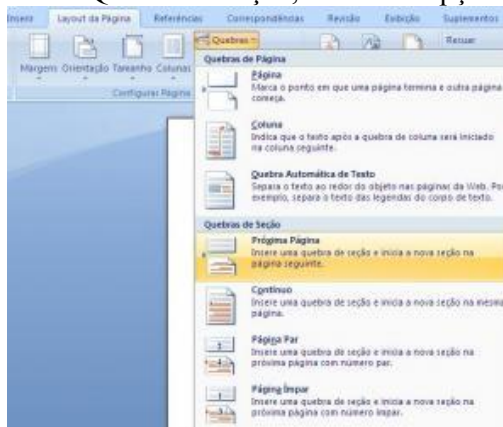 Inserir Layout da Página Referências Correspondências Revisão Exibição Suplementos
Quebras
Recuar
Margens Orientação Tamanho Colunas
Configurar Página
Quebras de Página
Página
Marca o ponto em que uma página termina e outra página
começa.
Coluna
Indica que o texto após a quebra de coluna será iniciado
na coluna seguinte.
Quebra Automática de Texto
Separa o texto ao redor do objeto nas páginas da Web. Por
exemplo, separa o texto das legendas do corpo de texto.
Quebras de Seção
Próxima Página
Insere uma quebra de seção e inicia a nova seção na
página seguinte.
Contínuo
Insere uma quebra de seção e inicia a nova seção na mesma
página.
Página Par
Insere uma quebra de seção e inicia a nova seção na
próxima página com número par.
Página Ímpar
Insere uma quebra de seção e inicia a nova seção na
próxima página com número ímpar.